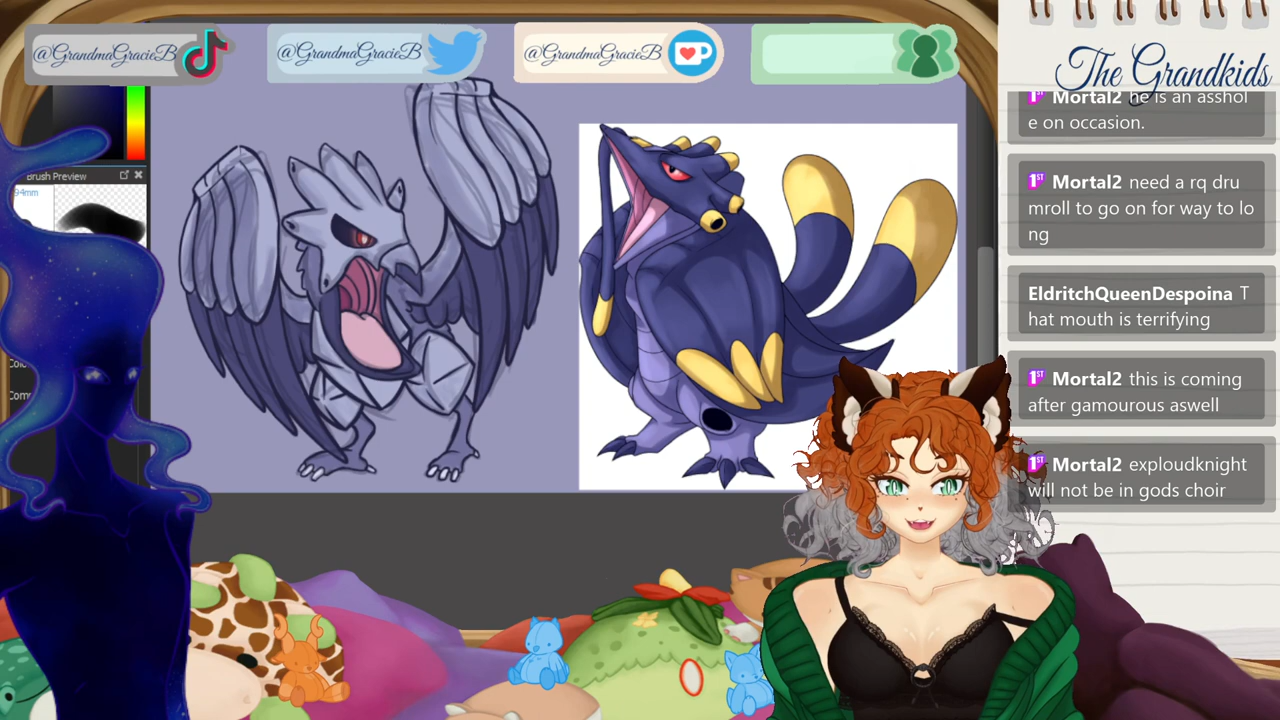 @GrandmaGracieB
@GrandmaGracieB
@GrandmaGracieB
The Grandkids
Brush Preview
94mm
Mortal2 he is an asshol
e on occasion.
Mortal2 need a rq dru
mroll to go on for way to lo
ng
EldritchQueenDespoina T
hat mouth is terrifying
Mortal2 this is coming
after gamourous aswell
Mortal2 exploudknight
will not be in gods choir